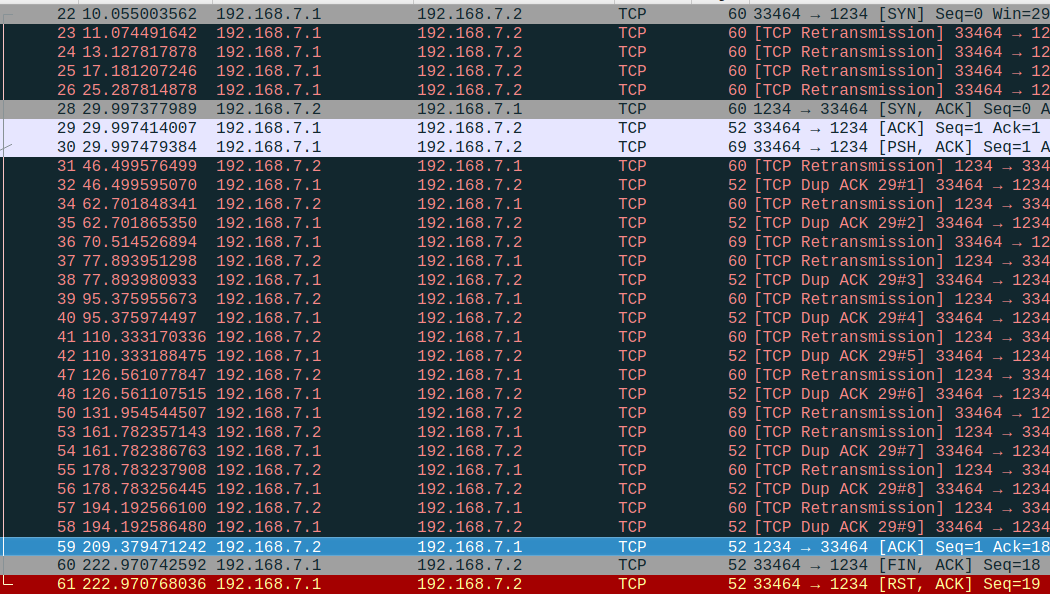 22 10.055003562 192.168.7.1 192.168.7.2 TCP 60 33464 → 1234 [SYN] Seq=0 Win=29
23 11.074491642 192.168.7.1 192.168.7.2 TCP 60 [TCP Retransmission] 33464 → 12
24 13.127817878 192.168.7.1 192.168.7.2 TCP 60 [TCP Retransmission] 33464 → 12
25 17.181207246 192.168.7.1 192.168.7.2 TCP 60 [TCP Retransmission] 33464 → 12
26 25.287814878 192.168.7.1 192.168.7.2 TCP 60 [TCP Retransmission] 33464 → 12
28 29.997377989 192.168.7.2 192.168.7.1 TCP 60 1234 → 33464 [SYN, ACK] Seq=0 A
29 29.997414007 192.168.7.1 192.168.7.2 TCP 52 33464 → 1234 [ACK] Seq=1 Ack=1
30 29.997479384 192.168.7.1 192.168.7.2 TCP 69 33464 → 1234 [PSH, ACK] Seq=1 A
31 46.499576499 192.168.7.2 192.168.7.1 TCP 60 [TCP Retransmission] 1234 → 334
32 46.499595070 192.168.7.1 192.168.7.2 TCP 52 [TCP Dup ACK 29#1] 33464 → 1234
34 62.701848341 192.168.7.2 192.168.7.1 TCP 60 [TCP Retransmission] 1234 → 334
35 62.701865350 192.168.7.1 192.168.7.2 TCP 52 [TCP Dup ACK 29#2] 33464 → 1234
36 70.514526894 192.168.7.1 192.168.7.2 TCP 69 [TCP Retransmission] 33464 → 12
37 77.893951298 192.168.7.2 192.168.7.1 TCP 60 [TCP Retransmission] 1234 → 334
38 77.893980933 192.168.7.1 192.168.7.2 TCP 52 [TCP Dup ACK 29#3] 33464 → 1234
39 95.375955673 192.168.7.2 192.168.7.1 TCP 60 [TCP Retransmission] 1234 → 334
40 95.375974497 192.168.7.1 192.168.7.2 TCP 52 [TCP Dup ACK 29#4] 33464 → 1234
41 110.333170336 192.168.7.2 192.168.7.1 TCP 60 [TCP Retransmission] 1234 → 334
42 110.333188475 192.168.7.1 192.168.7.2 TCP 52 [TCP Dup ACK 29#5] 33464 → 1234
47 126.561077847 192.168.7.2 192.168.7.1 TCP 60 [TCP Retransmission] 1234 → 334
48 126.561107515 192.168.7.1 192.168.7.2 TCP 52 [TCP Dup ACK 29#6] 33464 → 1234
50 131.954544507 192.168.7.1 192.168.7.2 TCP 69 [TCP Retransmission] 33464 → 12
53 161.782357143 192.168.7.2 192.168.7.1 TCP 60 [TCP Retransmission] 1234 → 334
54 161.782386763 192.168.7.1 192.168.7.2 TCP 52 [TCP Dup ACK 29#7] 33464 → 1234
55 178.783237908 192.168.7.2 192.168.7.1 TCP 60 [TCP Retransmission] 1234 → 334
56 178.783256445 192.168.7.1 192.168.7.2 TCP 52 [TCP Dup ACK 29#8] 33464 → 1234
57 194.192566100 192.168.7.2 192.168.7.1 TCP 60 [TCP Retransmission] 1234 → 334
58 194.192586480 192.168.7.1 192.168.7.2 TCP 52 [TCP Dup ACK 29#9] 33464 → 1234
59 209.379471242 192.168.7.2 192.168.7.1 TCP 52 1234 → 33464 [ACK] Seq=1 Ack=18
60 222.970742592 192.168.7.1 192.168.7.2 TCP 52 33464 → 1234 [FIN, ACK] Seq=18
61 222.970768036 192.168.7.1 192.168.7.2 TCP 52 33464 → 1234 [RST, ACK] Seq=19